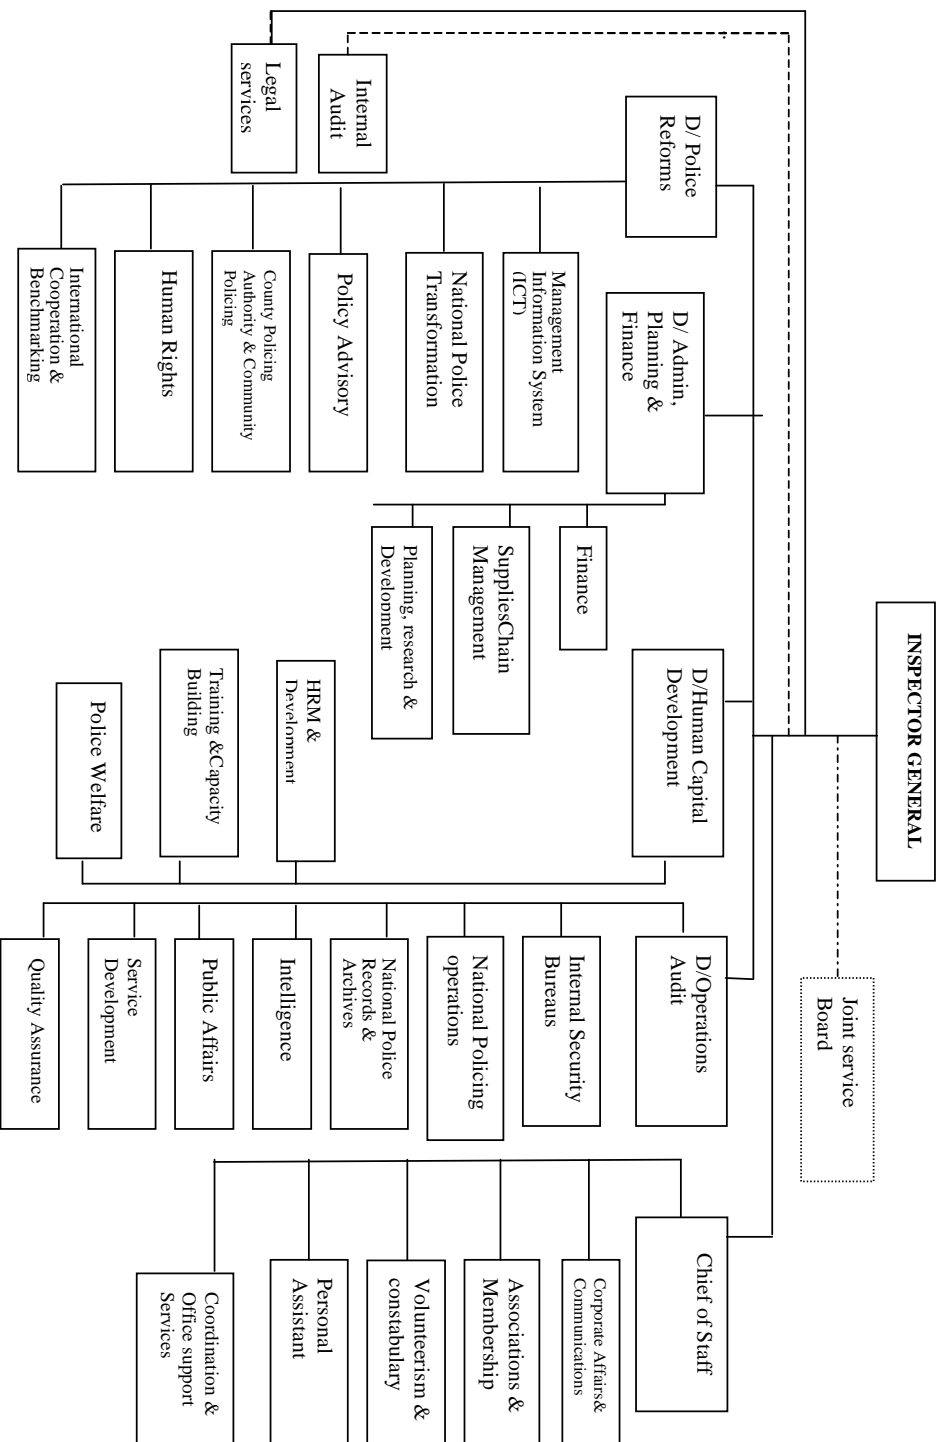 INSPECTOR GENERAL
Joint service
Board
Legal
services
Internal
Audit
D/ Police
Reforms
D/ Admin,
Planning &
Finance
D/Human Capital
Development
D/Operations
Audit
Chief of Staff
Management
Information System
(ICT)
National Police
Transformation
Policy Advisory
County Policing
Authority & Community
Policing
Human Rights
International
Cooperation &
Benchmarking
Finance
SuppliesChain
Management
Planning, research &
Development
HRM &
Development
Training &Capacity
Building
Police Welfare
Internal Security
Bureaus
National Policing
operations
National Police
Records &
Archives
Intelligence
Public Affairs
Service
Development
Quality Assurance
Corporate Affairs&
Communications
Associations &
Membership
Volunteerism &
constabulary
Personal
Assistant
Coordination &
Office support
Services